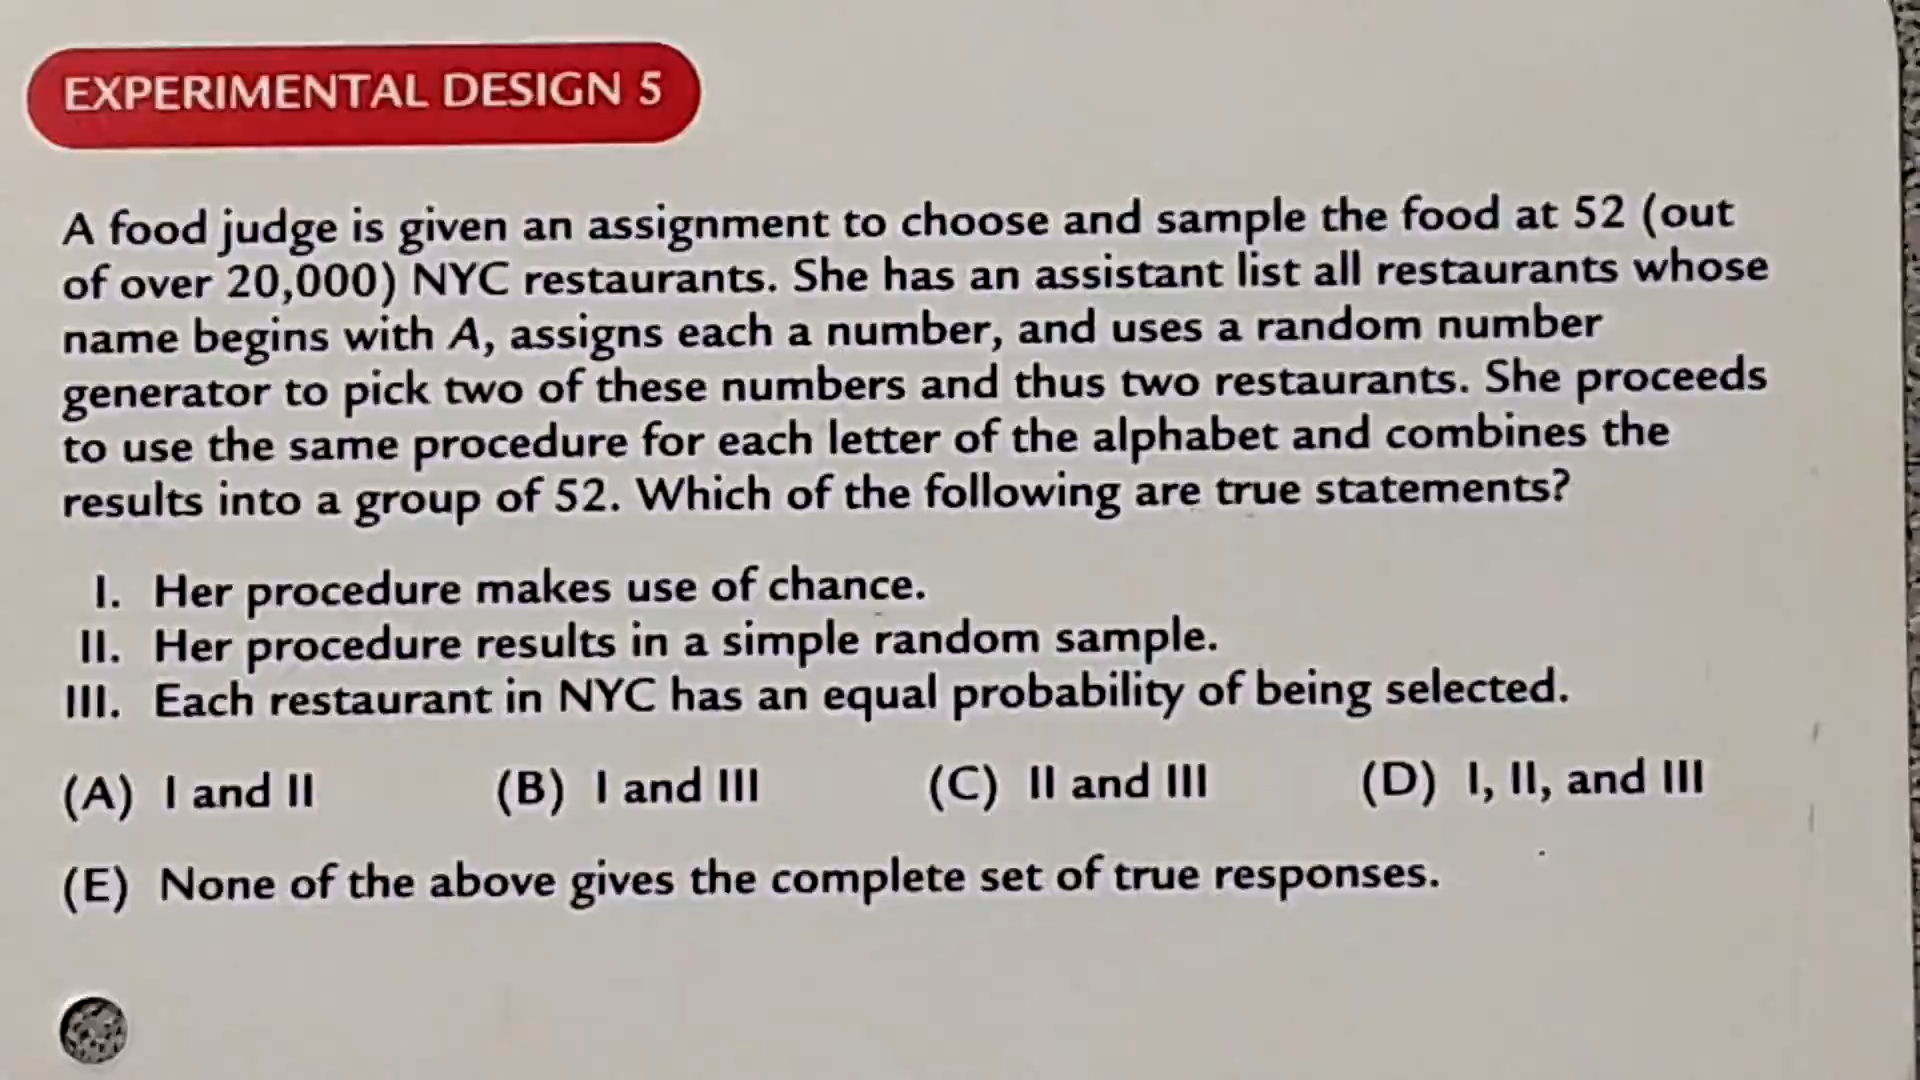 EXPERIMENTAL DESIGN 5
A food judge is given an assignment to choose and sample the food at 52 (out
of over 20,000) NYC restaurants. She has an assistant list all restaurants whose
name begins with A, assigns each a number, and uses a random number
generator to pick two of these numbers and thus two restaurants. She proceeds
to use the same procedure for each letter of the alphabet and combines the
results into a group of 52. Which of the following are true statements?
I. Her procedure makes use of chance.
II. Her procedure results in a simple random sample.
III. Each restaurant in NYC has an equal probability of being selected.
(A) I and II (B) I and III (C) II and III (D) I, II, and III
(E) None of the above gives the complete set of true responses.